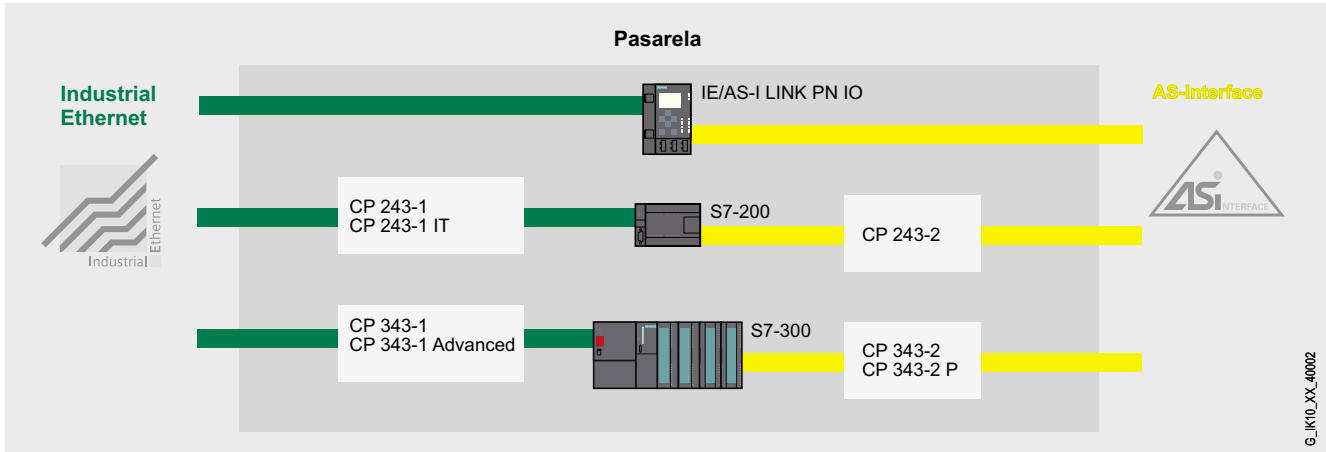 Pasarela
Industrial
Ethernet
IE/AS-I LINK PN IO
AS-Interface
ASi
INTERFACE
Industrial
Ethernet
CP 243-1
CP 243-1 IT
S7-200
CP 243-2
CP 343-1
CP 343-1 Advanced
S7-300
CP 343-2
CP 343-2 P
G_IK10_XX_40002